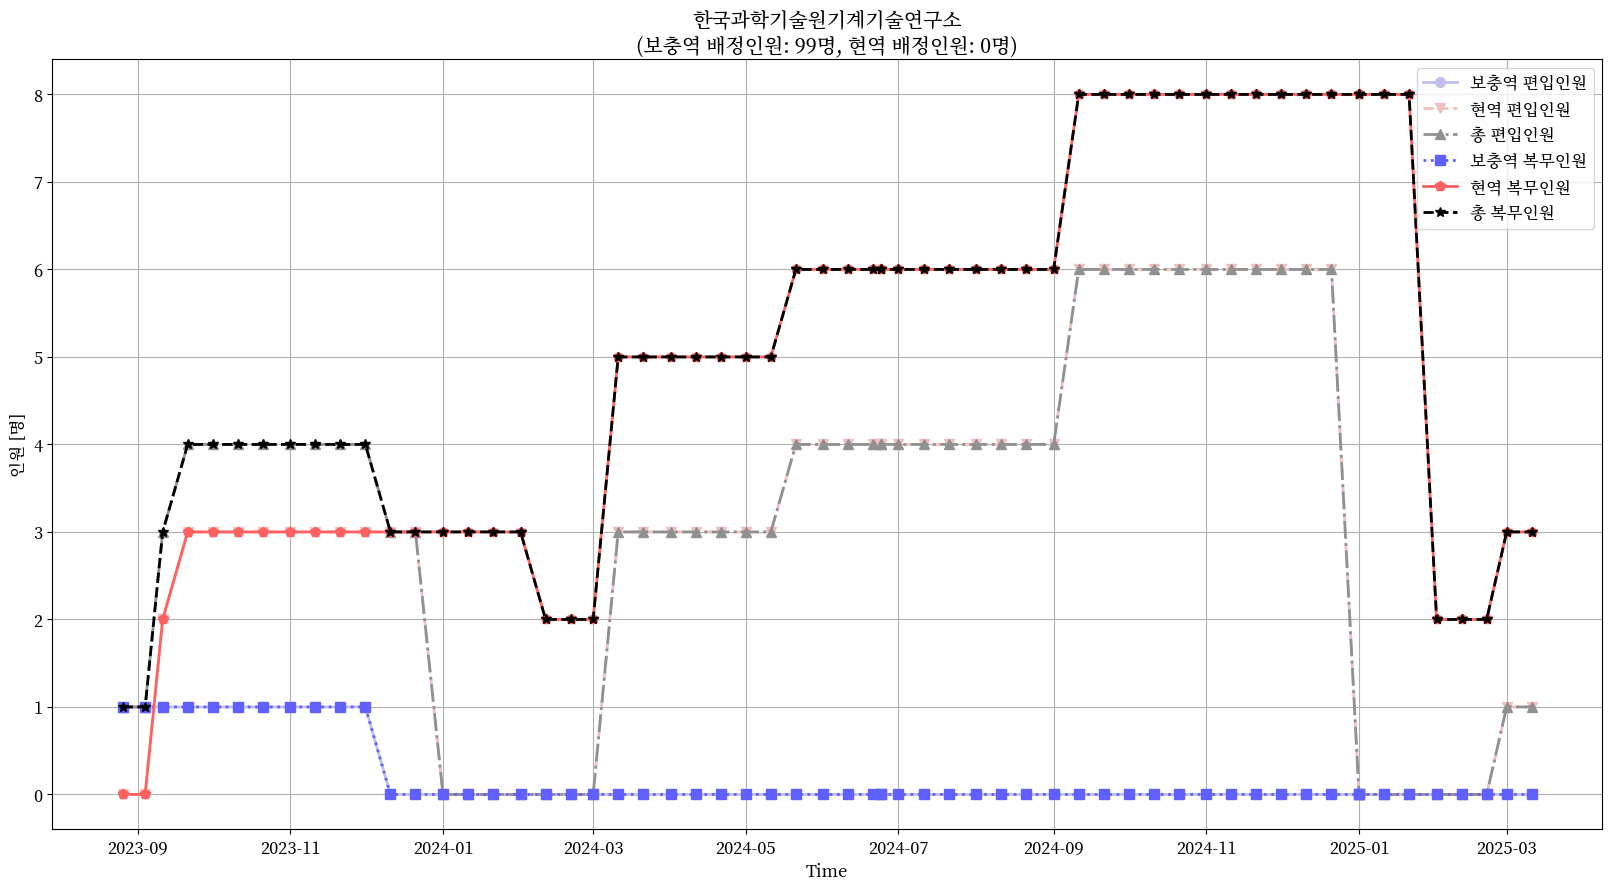 한국과학기술원기계기술연구소
(보충역 배정인원: 99명, 현역 배정인원: 0명)
보충역 편입인원
현역 편입인원
총 편입인원
보충역 복무인원
현역 복무인원
총 복무인원
인원 [명]
8
7
6
5
4
3
2
1
0
2023-09
2023-11
2024-01
2024-03
2024-05
2024-07
2024-09
2024-11
2025-01
2025-03
Time